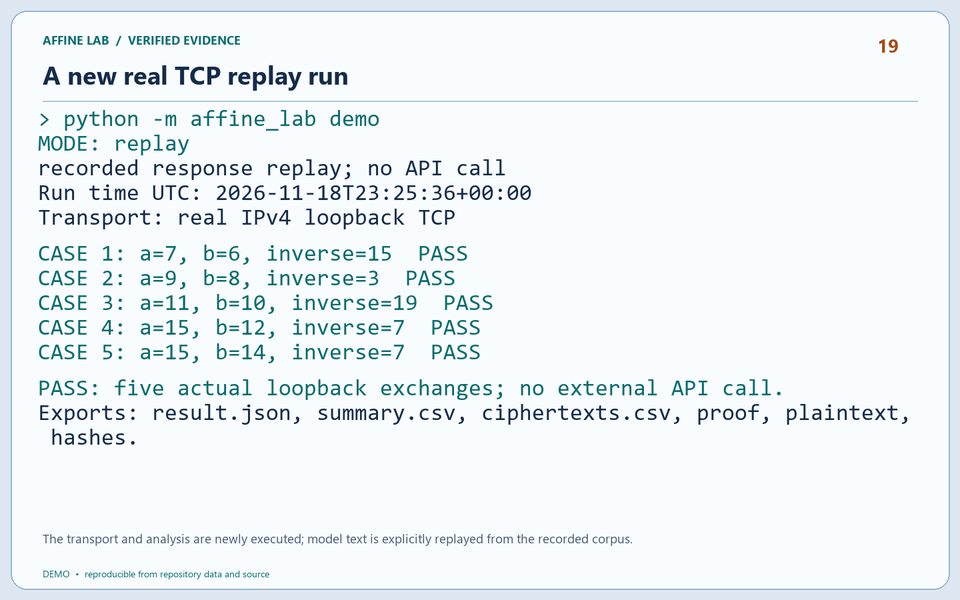 AFFINE LAB / VERIFIED EVIDENCE
19
A new real TCP replay run
> python -m affine_lab demo
MODE: replay
recorded response replay; no API call
Run time UTC: 2026-11-18T23:25:36+00:00
Transport: real IPv4 loopback TCP
CASE 1: a=7, b=6, inverse=15  PASS
CASE 2: a=9, b=8, inverse=3  PASS
CASE 3: a=11, b=10, inverse=19  PASS
CASE 4: a=15, b=12, inverse=7  PASS
CASE 5: a=15, b=14, inverse=7  PASS
PASS: five actual loopback exchanges; no external API call.
Exports: result.json, summary.csv, ciphertexts.csv, proof, plaintext,
hashes.
The transport and analysis are newly executed; model text is explicitly replayed from the recorded corpus.
DEMO • reproducible from repository data and source